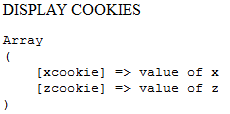 DISPLAY COOKIES
Array
(
    [xcookie] => value of x
    [zcookie] => value of z
)